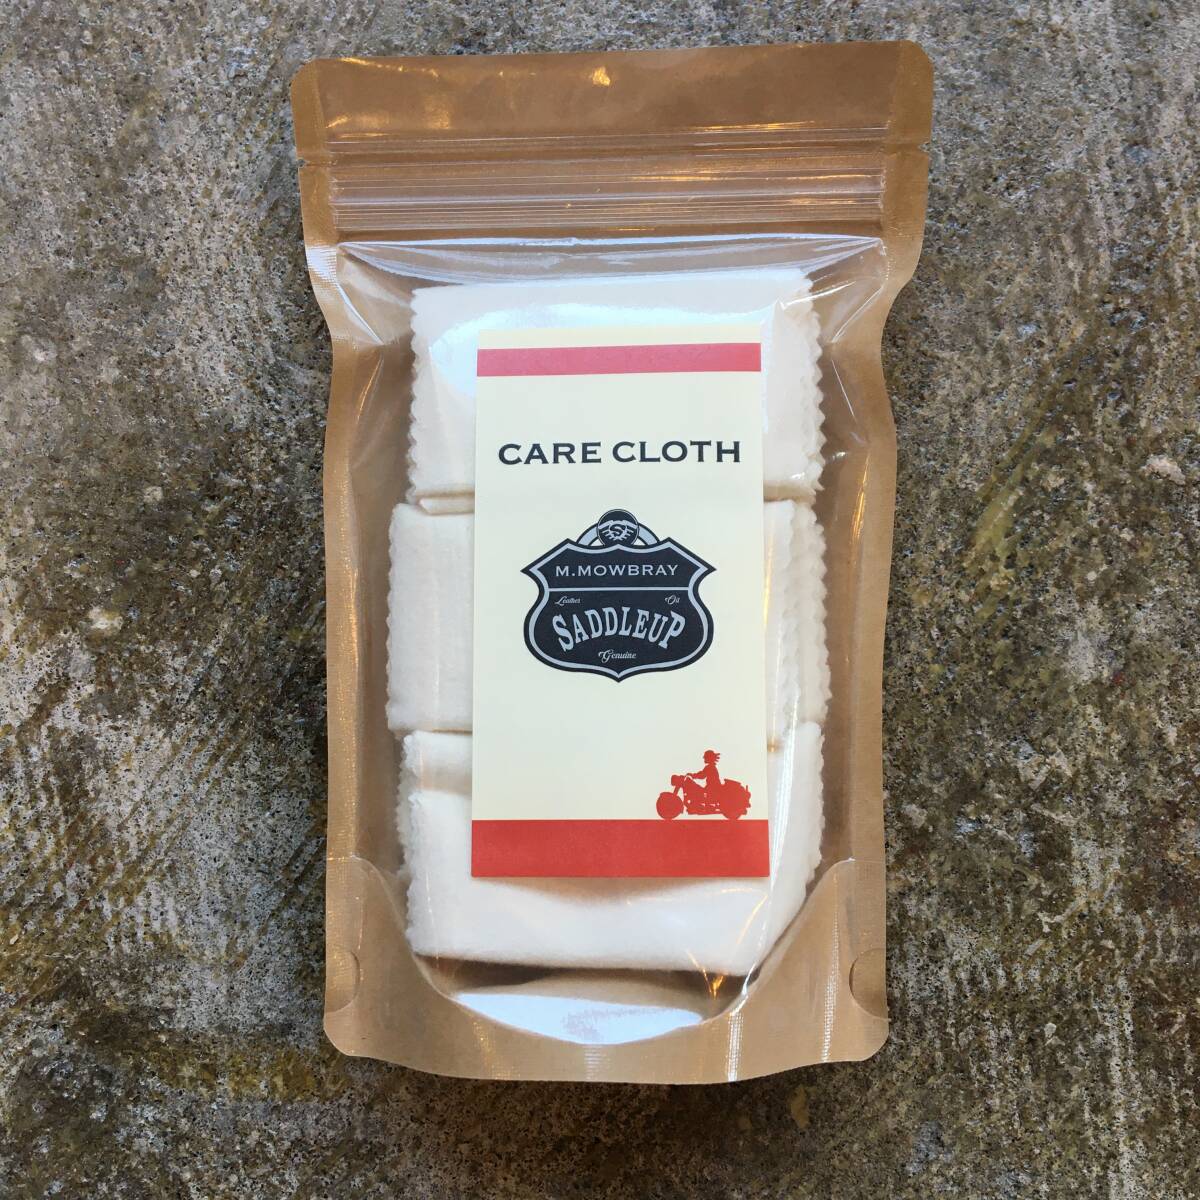 CARE CLOTH
M.MOWBRAY
Leather Oil
SADDLEUP
Genuine